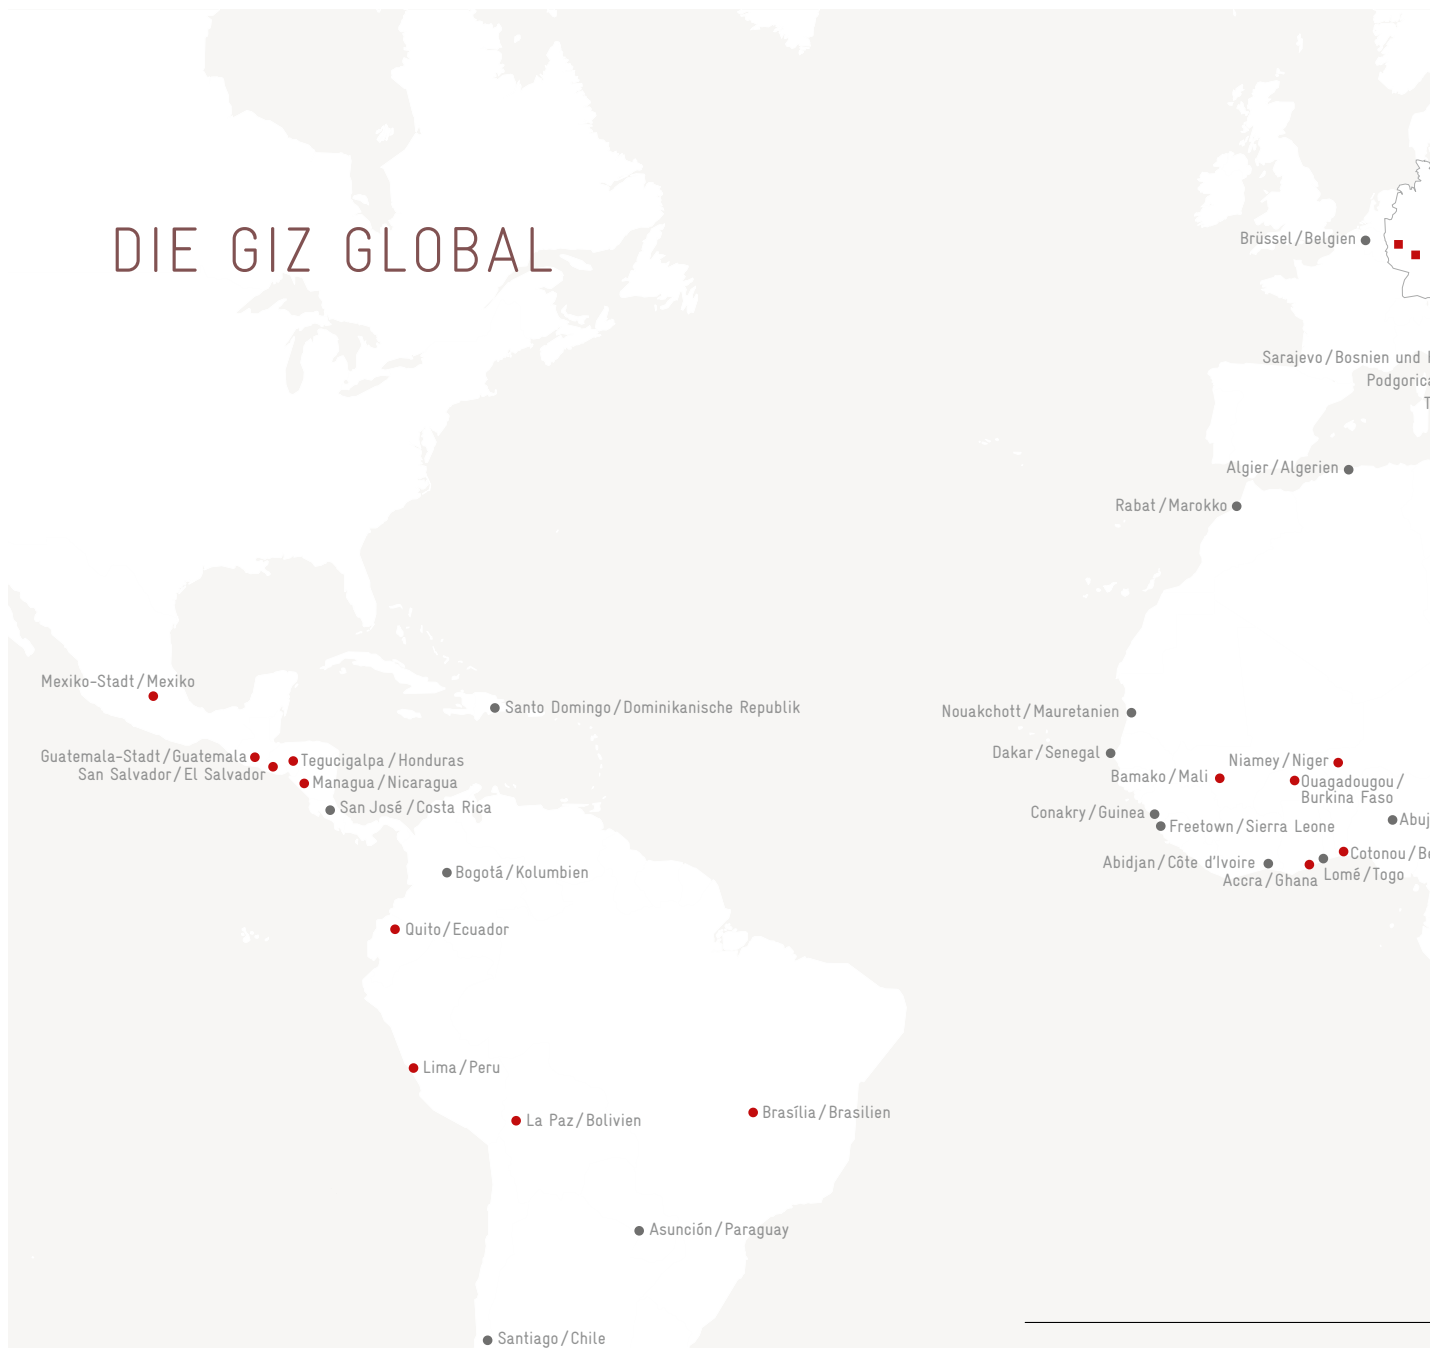 DIE GIZ GLOBAL
Brüssel/Belgien
Sarajevo/Bosnien und
Algier/Algerien
Rabat/Marokko
Mexiko-Stadt/Mexiko
Santo Domingo/Dominikanische Republik
Nouakchott/Mauretanien
Guatemala-Stadt/Guatemala
Tegucigalpa/Honduras
San Salvador/El Salvador
Managua/Nicaragua
San José/Costa Rica
Dakar/Senegal
Niamey/Niger
Bamako/Mali
Ouagadougou/
Burkina Faso
Conakry/Guinea
Freetown/Sierra Leone
Abidjan/Côte d'Ivoire
Cotonou/
Accra/Ghana
Lomé/Togo
Bogotá/Kolumbien
Quito/Ecuador
Lima/Peru
La Paz/Bolivien
Brasília/Brasilien
Asunción/Paraguay
Santiago/Chile